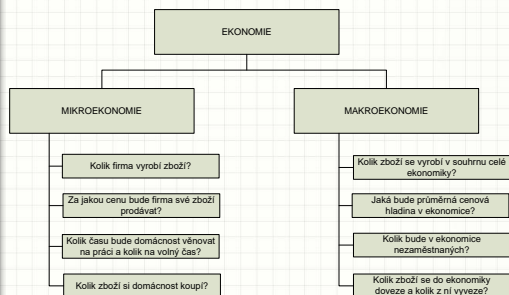 EKONOMIE
MIKROEKONOMIE
Kolik firma vyrobí zboží?
Za jakou cenu bude firma své zboží
prodávat?
Kolik času bude domácnost věnovat
na práci a kolik na volný čas?
Kolik zboží si domácnost koupí?
MAKROEKONOMIE
Kolik zboží se vyrobí v souhrnu celé
ekonomiky?
Jaká bude průměrná cenová
hladina v ekonomice?
Kolik bude v ekonomice
nezaměstnaných?
Kolik zboží se do ekonomiky
doveze a kolik z ní vyveze?